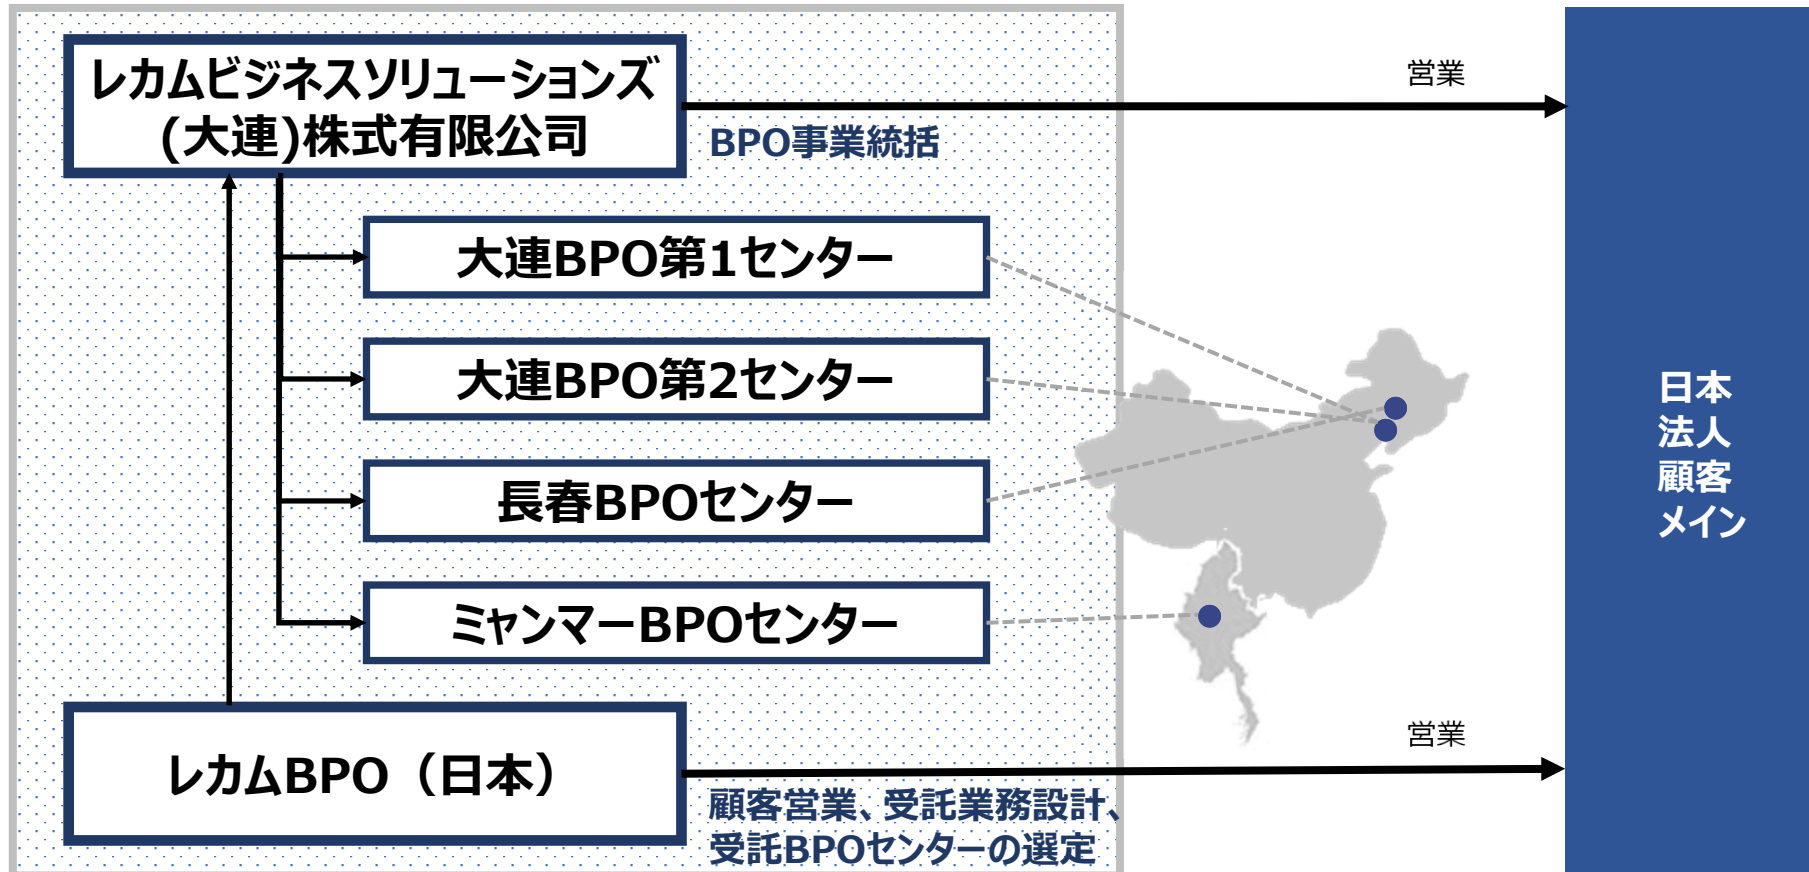 レカムビジネスソリューションズ
(大連)株式有限公司
営業
BPO事業統括
大連BPO第1センター
大連BPO第2センター
長春BPOセンター
ミャンマーBPOセンター
日本
法人
顧客
メイン
レカムBPO（日本）
営業
顧客営業、受託業務設計、
受託BPOセンターの選定